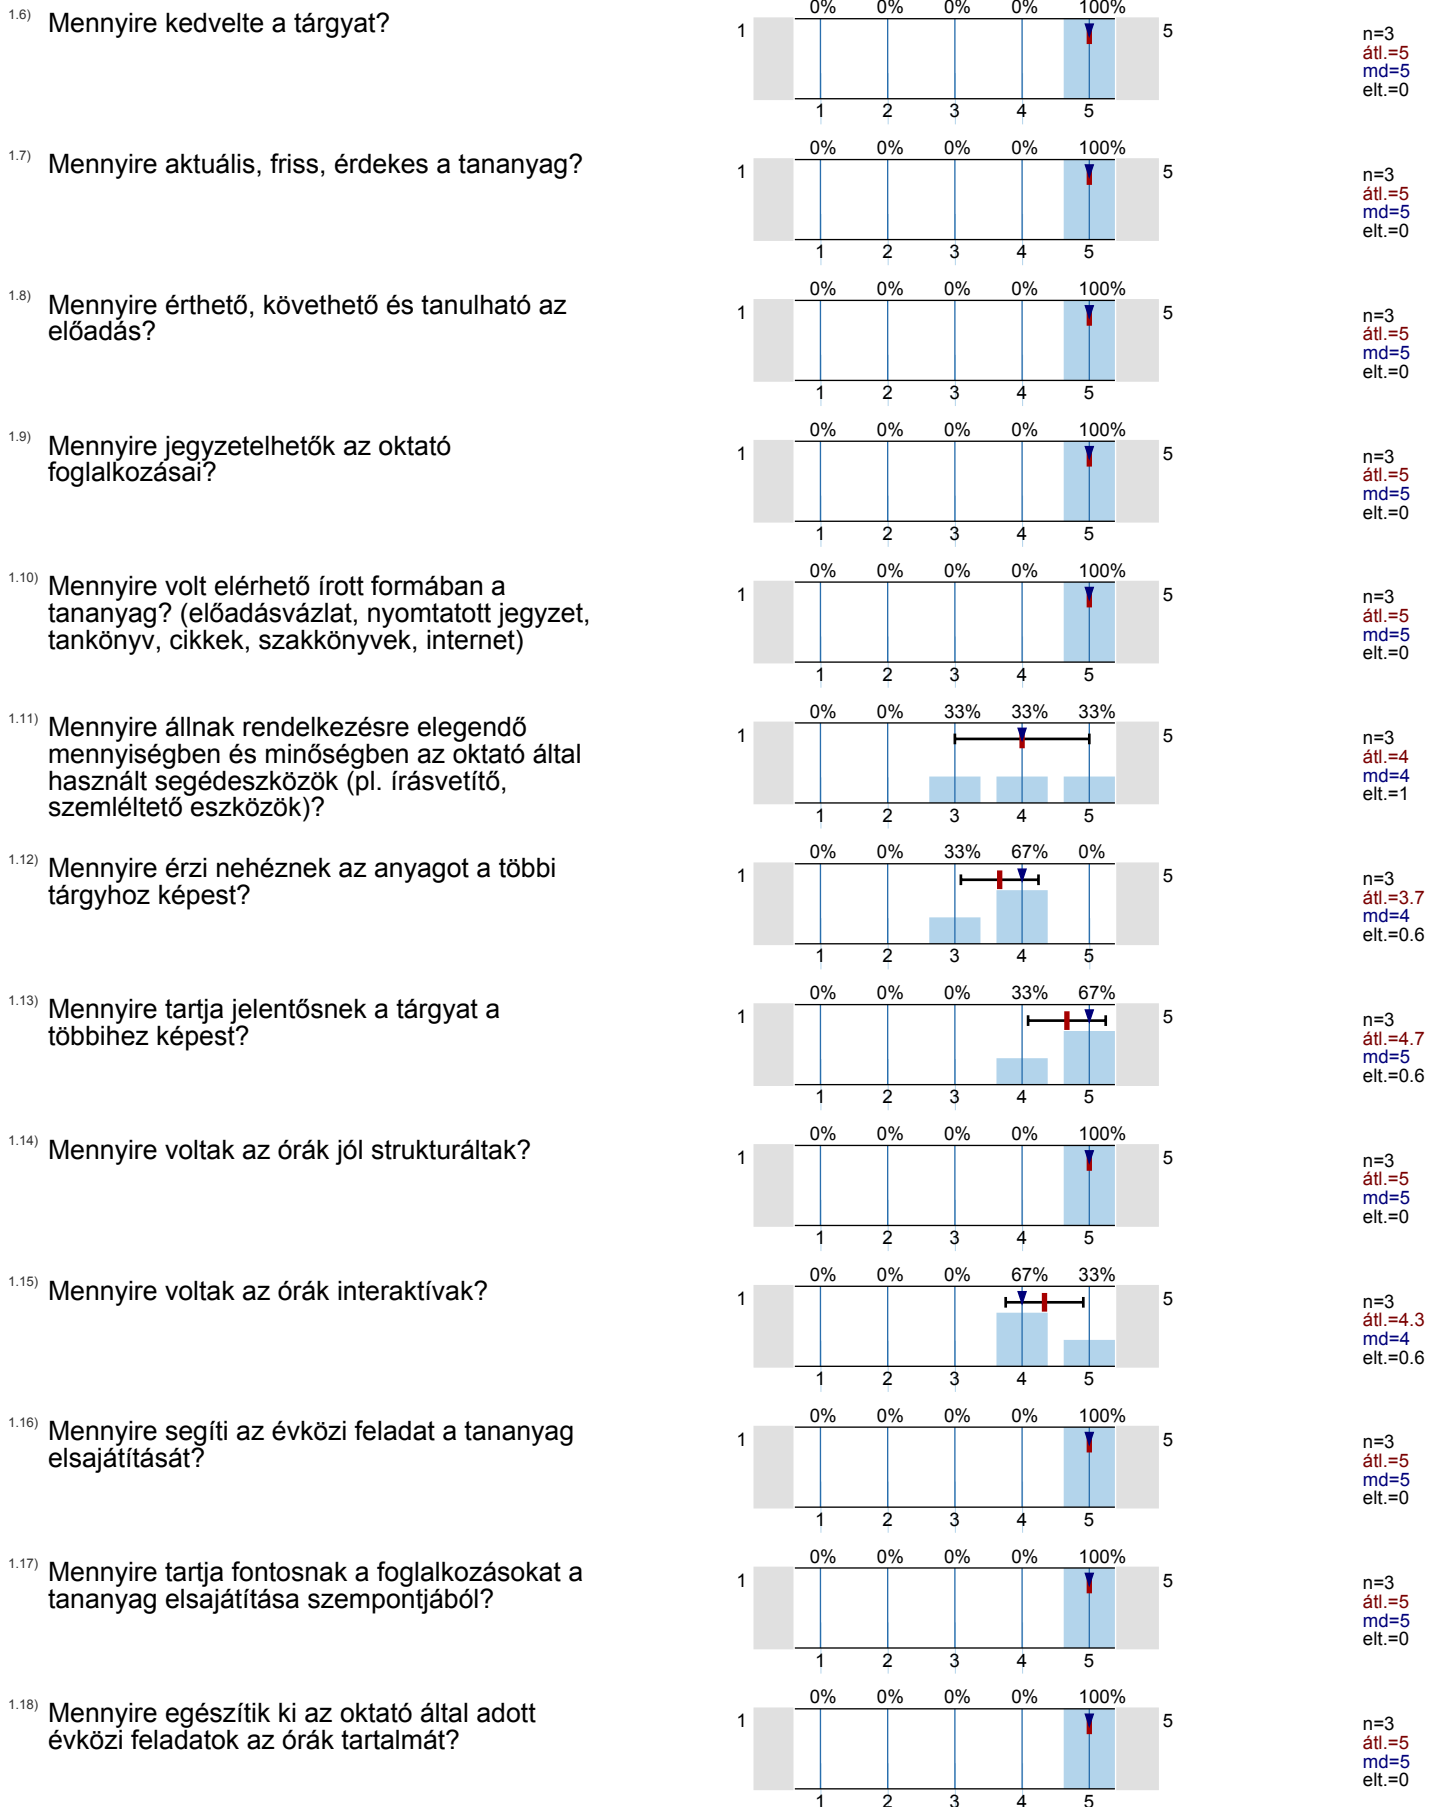 1.6) Mennyire kedvelte a tárgyat?
0% 0% 0% 0% 100%
1 5
n=3
átl.=5
md=5
elt.=0
1 2 3 4 5
1.7) Mennyire aktuális, friss, érdekes a tananyag?
0% 0% 0% 0% 100%
1 5
n=3
átl.=5
md=5
elt.=0
1 2 3 4 5
1.8) Mennyire érthető, követhető és tanulható az
előadás?
0% 0% 0% 0% 100%
1 5
n=3
átl.=5
md=5
elt.=0
1 2 3 4 5
1.9) Mennyire jegyzetelhetők az oktató
foglalkozásai?
0% 0% 0% 0% 100%
1 5
n=3
átl.=5
md=5
elt.=0
1 2 3 4 5
1.10) Mennyire volt elérhető írott formában a
tananyag? (előadásvázlat, nyomtatott jegyzet,
tankönyv, cikkek, szakkönyvek, internet)
0% 0% 0% 0% 100%
1 5
n=3
átl.=5
md=5
elt.=0
1 2 3 4 5
1.11) Mennyire állnak rendelkezésre elegendő
mennyiségben és minőségben az oktató által
használt segédeszközök (pl. írásvetítő,
szemléltető eszközök)?
0% 0% 33% 33% 33%
1 5
n=3
átl.=4
md=4
elt.=1
1 2 3 4 5
1.12) Mennyire érzi nehéznek az anyagot a többi
tárgyhoz képest?
0% 0% 33% 67% 0%
1 5
n=3
átl.=3.7
md=4
elt.=0.6
1 2 3 4 5
1.13) Mennyire tartja jelentősnek a tárgyat a
többihez képest?
0% 0% 0% 33% 67%
1 5
n=3
átl.=4.7
md=5
elt.=0.6
1 2 3 4 5
1.14) Mennyire voltak az órák jól strukturáltak?
0% 0% 0% 0% 100%
1 5
n=3
átl.=5
md=5
elt.=0
1 2 3 4 5
1.15) Mennyire voltak az órák interaktívak?
0% 0% 0% 67% 33%
1 5
n=3
átl.=4.3
md=4
elt.=0.6
1 2 3 4 5
1.16) Mennyire segíti az évközi feladat a tananyag
elsajátítását?
0% 0% 0% 0% 100%
1 5
n=3
átl.=5
md=5
elt.=0
1 2 3 4 5
1.17) Mennyire tartja fontosnak a foglalkozásokat a
tananyag elsajátítása szempontjából?
0% 0% 0% 0% 100%
1 5
n=3
átl.=5
md=5
elt.=0
1 2 3 4 5
1.18) Mennyire egészítik ki az oktató által adott
évközi feladatok az órák tartalmát?
0% 0% 0% 0% 100%
1 5
n=3
átl.=5
md=5
elt.=0
1 2 3 4 5